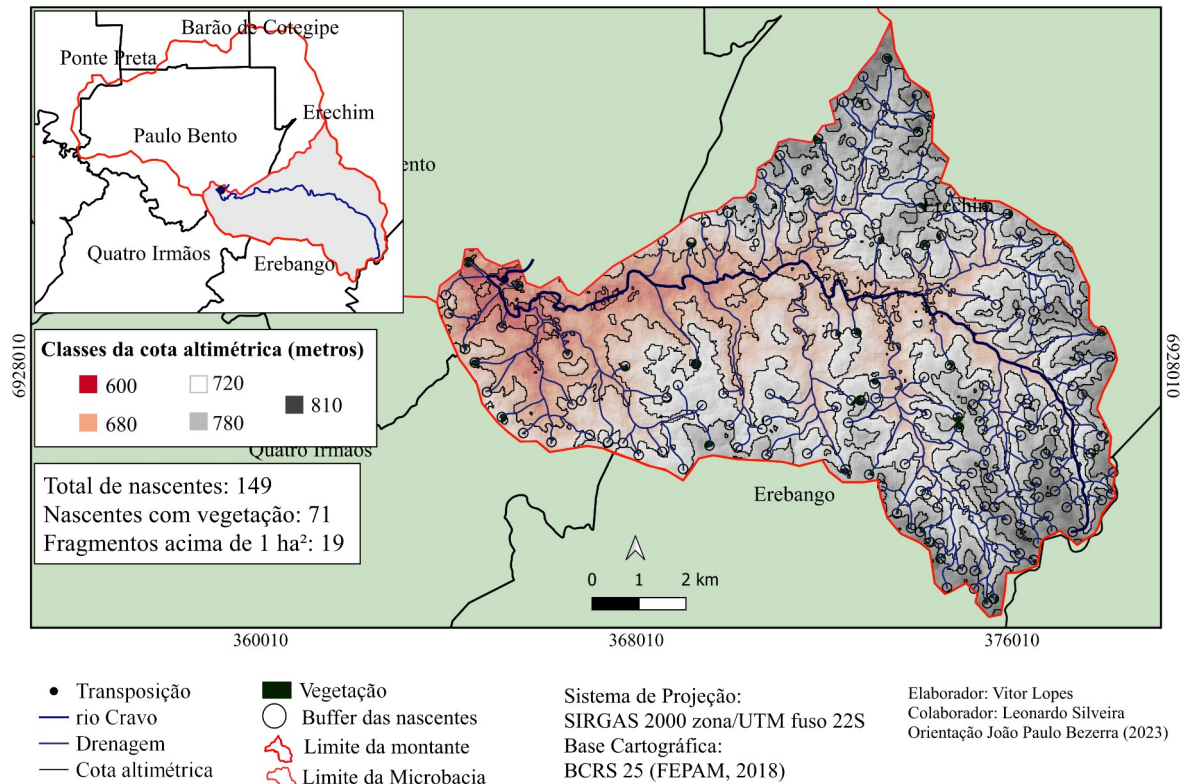 Barão de Cotegipe
Ponte Preta
Erechim
Paulo Bento
Quatro Irmãos
Erebango
ento
Erechim
6928010
6928010
Classes da cota altimétrica (metros)
600
720
810
680
780
Quatro Irmãos
Total de nascentes: 149
Nascentes com vegetação: 71
Fragmentos acima de 1 ha²: 19
Erebango
0 1 2 km
360010
368010
376010
Transposição
rio Cravo
Drenagem
Cota altimétrica
Vegetação
Buffer das nascentes
Limite da montante
Limite da Microbacia
Sistema de Projeção:
SIRGAS 2000 zona/UTM fuso 22S
Base Cartográfica:
BCRS 25 (FEPAM, 2018)
Elaborador: Vitor Lopes
Colaborador: Leonardo Silveira
Orientação João Paulo Bezerra (2023)